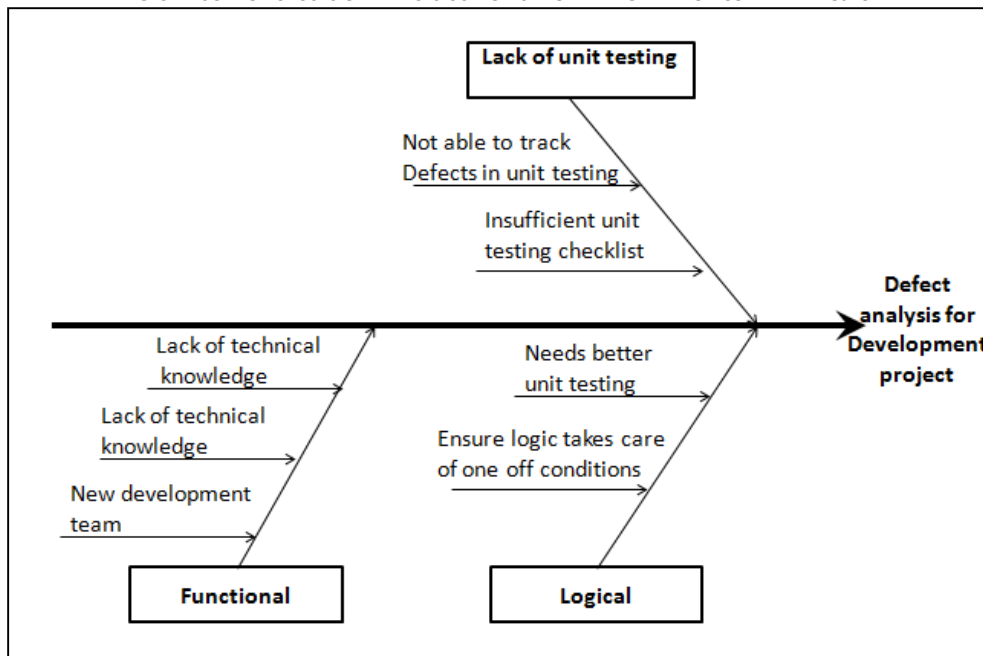 Lack of unit testing
Not able to track
Defects in unit testing
Insufficient unit
testing checklist
Defect
analysis for
Development
project
Lack of technical
knowledge
Lack of technical
knowledge
New development
team
Needs better
unit testing
Ensure logic takes care
of one off conditions
Functional
Logical